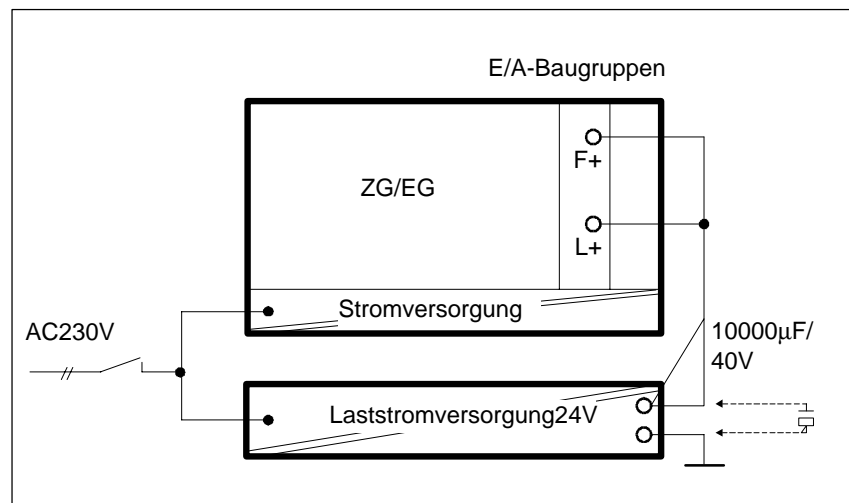 E/A-Baugruppen
F+
ZG/EG
L+
Stromversorgung
AC230V
10000µF/
40V
Laststromversorgung24V